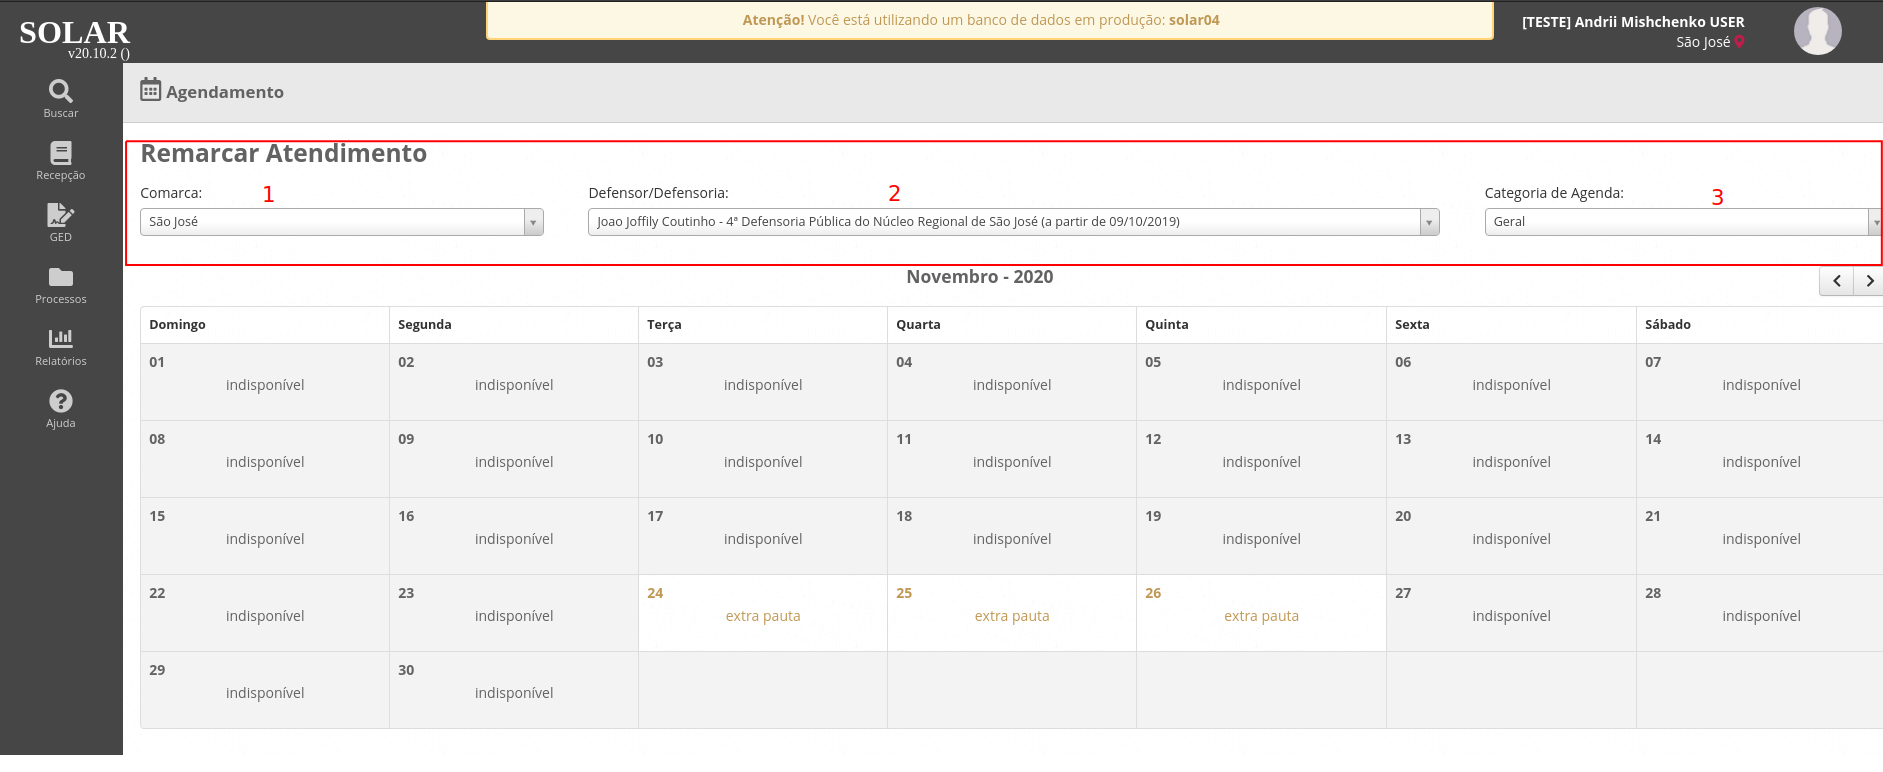 SOLAR
v20.10.2 ()
Atenção! Você está utilizando um banco de dados em produção: solar04
[TESTE] Andrii Mishchenko USER
São José
Buscar
Recepção
GED
Processos
Relatórios
Ajuda
Agendamento
Remarcar Atendimento
Comarca: 1 Defensor/Defensoria: 2 Categoria de Agenda: 3
São José Joao Joffily Coutinho - 4ª Defensoria Pública do Núcleo Regional de São José (a partir de 09/10/2019) Geral
Novembro - 2020
Domingo Segunda Terça Quarta Quinta Sexta Sábado
01 02 03 04 05 06 07
indisponível indisponível indisponível indisponível indisponível indisponível indisponível
08 09 10 11 12 13 14
indisponível indisponível indisponível indisponível indisponível indisponível indisponível
15 16 17 18 19 20 21
indisponível indisponível indisponível indisponível indisponível indisponível indisponível
22 23 24 25 26 27 28
indisponível indisponível extra pauta extra pauta extra pauta indisponível indisponível
29 30
indisponível indisponível